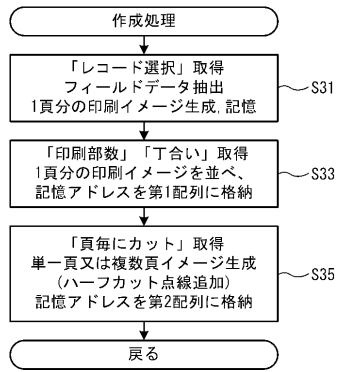 作成処理
「レコード選択」取得
フィールドデータ抽出
1頁分の印刷イメージ生成,記憶
S31
「印刷部数」「丁合い」取得
1頁分の印刷イメージを並べ、
記憶アドレスを第1配列に格納
S33
「頁毎にカット」取得
単一頁又は複数頁イメージ生成
(ハーフカット点線追加)
記憶アドレスを第2配列に格納
S35
戻る